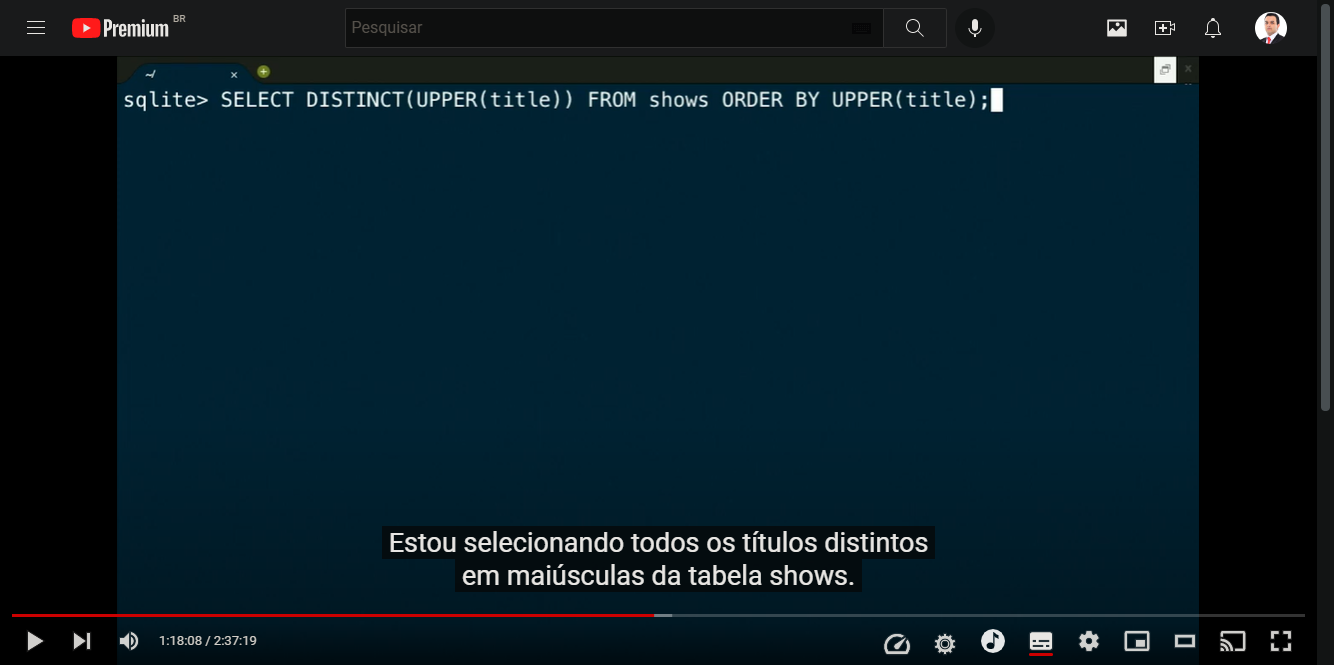 Premium BR
Pesquisar
sqlite> SELECT DISTINCT(UPPER(title)) FROM shows ORDER BY UPPER(title);
Estou selecionando todos os títulos distintos
em maiúsculas da tabela shows.
1:18:08 / 2:37:19